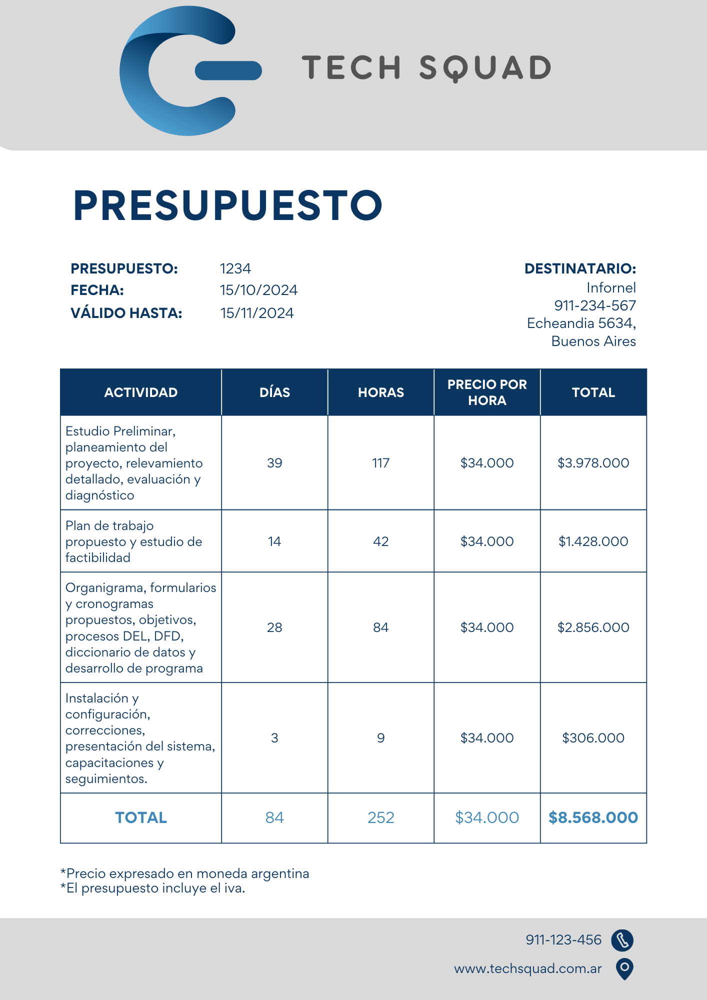 TECH SQUAD
PRESUPUESTO
PRESUPUESTO: 1234
FECHA: 15/10/2024
VÁLIDO HASTA: 15/11/2024
DESTINATARIO:
Infornel
911-234-567
Echeandia 5634,
Buenos Aires
ACTIVIDAD DÍAS HORAS PRECIO POR HORA TOTAL
Estudio Preliminar,
planeamiento del
proyecto, relevamiento
detallado, evaluación y
diagnóstico
39 117 $34.000 $3.978.000
Plan de trabajo
propuesto y estudio de
factibilidad
14 42 $34.000 $1.428.000
Organigrama, formularios
y cronogramas
propuestos, objetivos,
procesos DEL, DFD,
diccionario de datos y
desarrollo de programa
28 84 $34.000 $2.856.000
Instalación y
configuración,
correcciones,
presentación del sistema,
capacitaciones y
seguimientos.
3 9 $34.000 $306.000
TOTAL 84 252 $34.000 $8.568.000
*Precio expresado en moneda argentina
*El presupuesto incluye el iva.
911-123-456
www.techsquad.com.ar